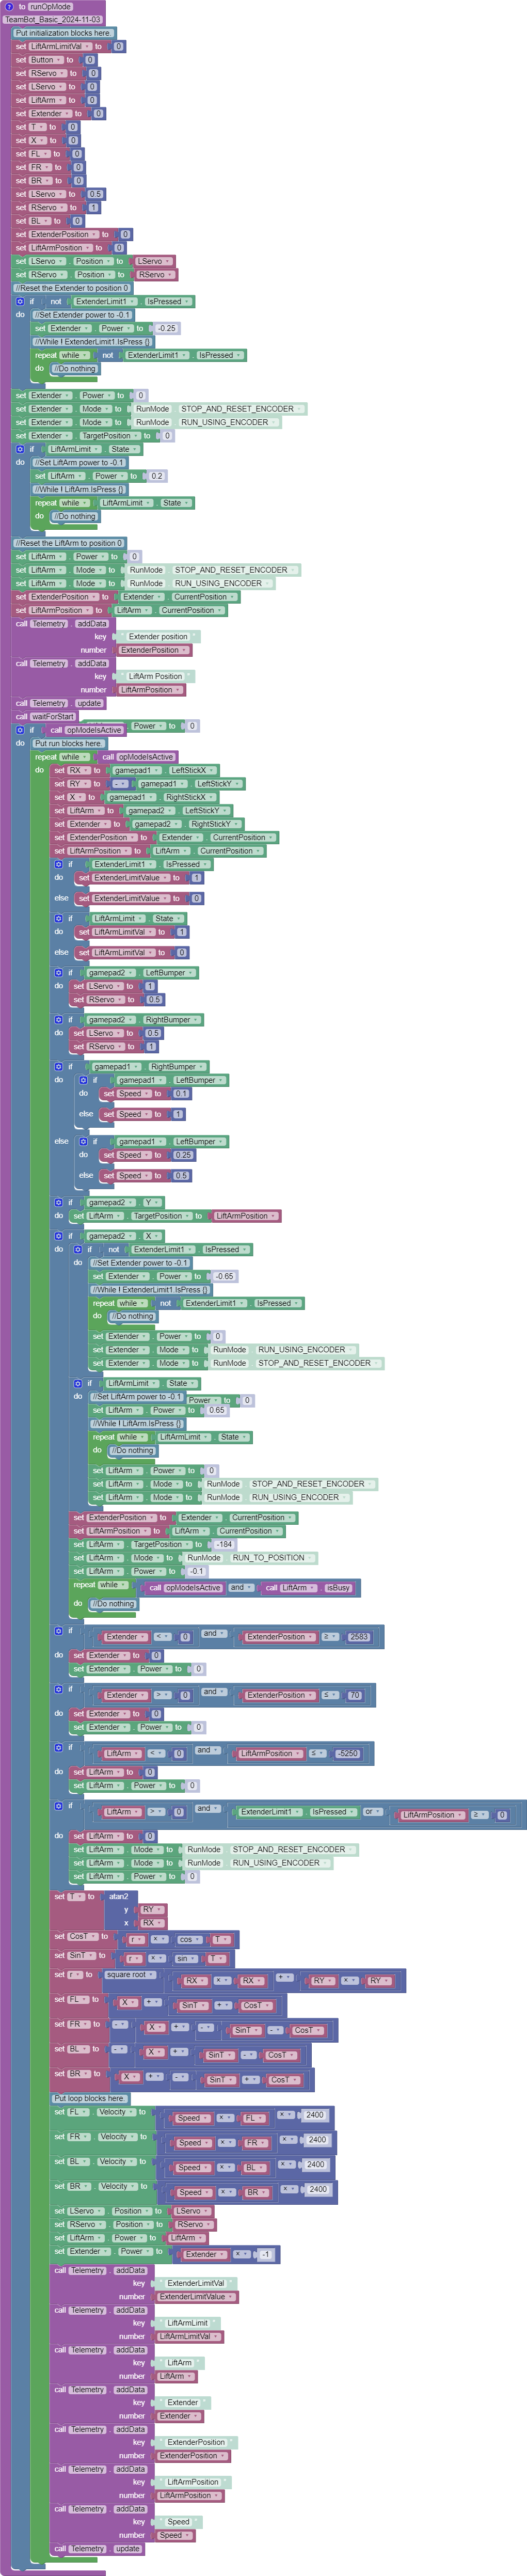 to runOpMode
TeamBot_Basic_2024-11-03
Put initialization blocks here.
set LiftArmLimitVal to 0
set Button to 0
set RServo to 0
set LServo to 0
set LiftArm to 0
set Extender to 0
set T to 0
set X to 0
set FL to 0
set FR to 0
set BR to 0
set LServo to 0.5
set RServo to 1
set BL to 0
set ExtenderPosition to 0
set LiftArmPosition to 0
set LServo . Position to LServo
set RServo . Position to RServo
//Reset the Extender to position 0
if not ExtenderLimit1 . IsPressed
do //Set Extender power to -0.1
set Extender . Power to -0.25
//While ! ExtenderLimit1.IsPress {}
repeat while not ExtenderLimit1 . IsPressed
do //Do nothing
set Extender . Power to 0
set Extender . Mode to RunMode STOP_AND_RESET_ENCODER
set Extender . Mode to RunMode RUN_USING_ENCODER
set Extender . TargetPosition to 0
if LiftArmLimit . State
do //Set LiftArm power to -0.1
set LiftArm . Power to 0.2
//While ! LiftArm.IsPress {}
repeat while LiftArmLimit . State
do //Do nothing
//Reset the LiftArm to position 0
set LiftArm . Power to 0
set LiftArm . Mode to RunMode STOP_AND_RESET_ENCODER
set LiftArm . Mode to RunMode RUN_USING_ENCODER
set ExtenderPosition to Extender . CurrentPosition
set LiftArmPosition to LiftArm . CurrentPosition
call Telemetry . addData
key " Extender position "
number ExtenderPosition
call Telemetry . addData
key " LiftArm Position "
number LiftArmPosition
call Telemetry . update
call waitForStart
Power to 0
if call opModeIsActive
do Put run blocks here.
repeat while call opModeIsActive
do set RX to gamepad1 . LeftStickX
set RY to - gamepad1 . LeftStickY
set X to gamepad1 . RightStickX
set LiftArm to gamepad2 . LeftStickY
set Extender to gamepad2 . RightStickY
set ExtenderPosition to Extender . CurrentPosition
set LiftArmPosition to LiftArm . CurrentPosition
if ExtenderLimit1 . IsPressed
do set ExtenderLimitValue to 1
else set ExtenderLimitValue to 0
if LiftArmLimit . State
do set LiftArmLimitVal to 1
else set LiftArmLimitVal to 0
if gamepad2 . LeftBumper
do set LServo to 1
set RServo to 0.5
if gamepad2 . RightBumper
do set LServo to 0.5
set RServo to 1
if gamepad1 . RightBumper
do if gamepad1 . LeftBumper
do set Speed to 0.1
else set Speed to 1
else if gamepad1 . LeftBumper
do set Speed to 0.25
else set Speed to 0.5
if gamepad2 . Y
do set LiftArm . TargetPosition to LiftArmPosition
if gamepad2 . X
do if not ExtenderLimit1 . IsPressed
//Set Extender power to -0.1
set Extender . Power to -0.65
//While ! ExtenderLimit1.IsPress {}
repeat while not ExtenderLimit1 . IsPressed
do //Do nothing
set Extender . Power to 0
set Extender . Mode to RunMode RUN_USING_ENCODER
set Extender . Mode to RunMode STOP_AND_RESET_ENCODER
if LiftArmLimit . State
do //Set LiftArm power to -0.1 Power to 0
set LiftArm . Power to 0.65
//While ! LiftArm.IsPress {}
repeat while LiftArmLimit . State
do //Do nothing
set LiftArm . Power to 0
set LiftArm . Mode to RunMode STOP_AND_RESET_ENCODER
set LiftArm . Mode to RunMode RUN_USING_ENCODER
set ExtenderPosition to Extender . CurrentPosition
set LiftArmPosition to LiftArm . CurrentPosition
set LiftArm . TargetPosition to -184
set LiftArm . Mode to RunMode RUN_TO_POSITION
set LiftArm . Power to -0.1
repeat while call opModeIsActive and call LiftArm . isBusy
do //Do nothing
if Extender < 0 and ExtenderPosition ≥ 2583
do set Extender to 0
set Extender . Power to 0
if Extender > 0 and ExtenderPosition ≤ 70
do set Extender to 0
set Extender . Power to 0
if LiftArm < 0 and LiftArmPosition ≤ -5250
do set LiftArm to 0
set LiftArm . Power to 0
if LiftArm > 0 and ExtenderLimit1 . IsPressed or LiftArmPosition ≥ 0
do set LiftArm to 0
set LiftArm . Mode to RunMode STOP_AND_RESET_ENCODER
set LiftArm . Mode to RunMode RUN_USING_ENCODER
set LiftArm . Power to 0
set T to atan2
y RY
x RX
set CosT to r × cos T
set SinT to r × sin T
set r to square root RX × RX + RY × RY
set FL to X + SinT + CosT
set FR to - X + - SinT - CosT
set BL to - X + SinT - CosT
set BR to X + - SinT + CosT
Put loop blocks here.
set FL . Velocity to Speed × FL × 2400
set FR . Velocity to Speed × FR × 2400
set BL . Velocity to Speed × BL × 2400
set BR . Velocity to Speed × BR × 2400
set LServo . Position to LServo
set RServo . Position to RServo
set LiftArm . Power to LiftArm
set Extender . Power to Extender × -1
call Telemetry . addData
key " ExtenderLimitVal "
number ExtenderLimitValue
call Telemetry . addData
key " LiftArmLimit "
number LiftArmLimitVal
call Telemetry . addData
key " LiftArm "
number LiftArm
call Telemetry . addData
key " Extender "
number Extender
call Telemetry . addData
key " ExtenderPosition "
number ExtenderPosition
call Telemetry . addData
key " LiftArmPosition "
number LiftArmPosition
call Telemetry . addData
key " Speed "
number Speed
call Telemetry . update